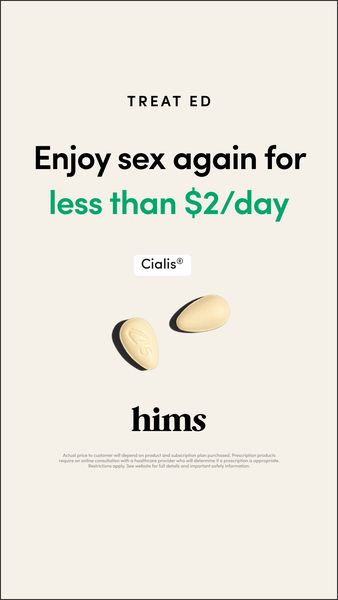 TREAT ED
Enjoy sex again for
less than $2/day
Cialis®
hims
Actual price to customer will depend on product and subscription plan purchased. Prescription products
require an online consultation with a healthcare provider who will determine if a prescription is appropriate.
Restrictions apply. See website for full details and important safety information.